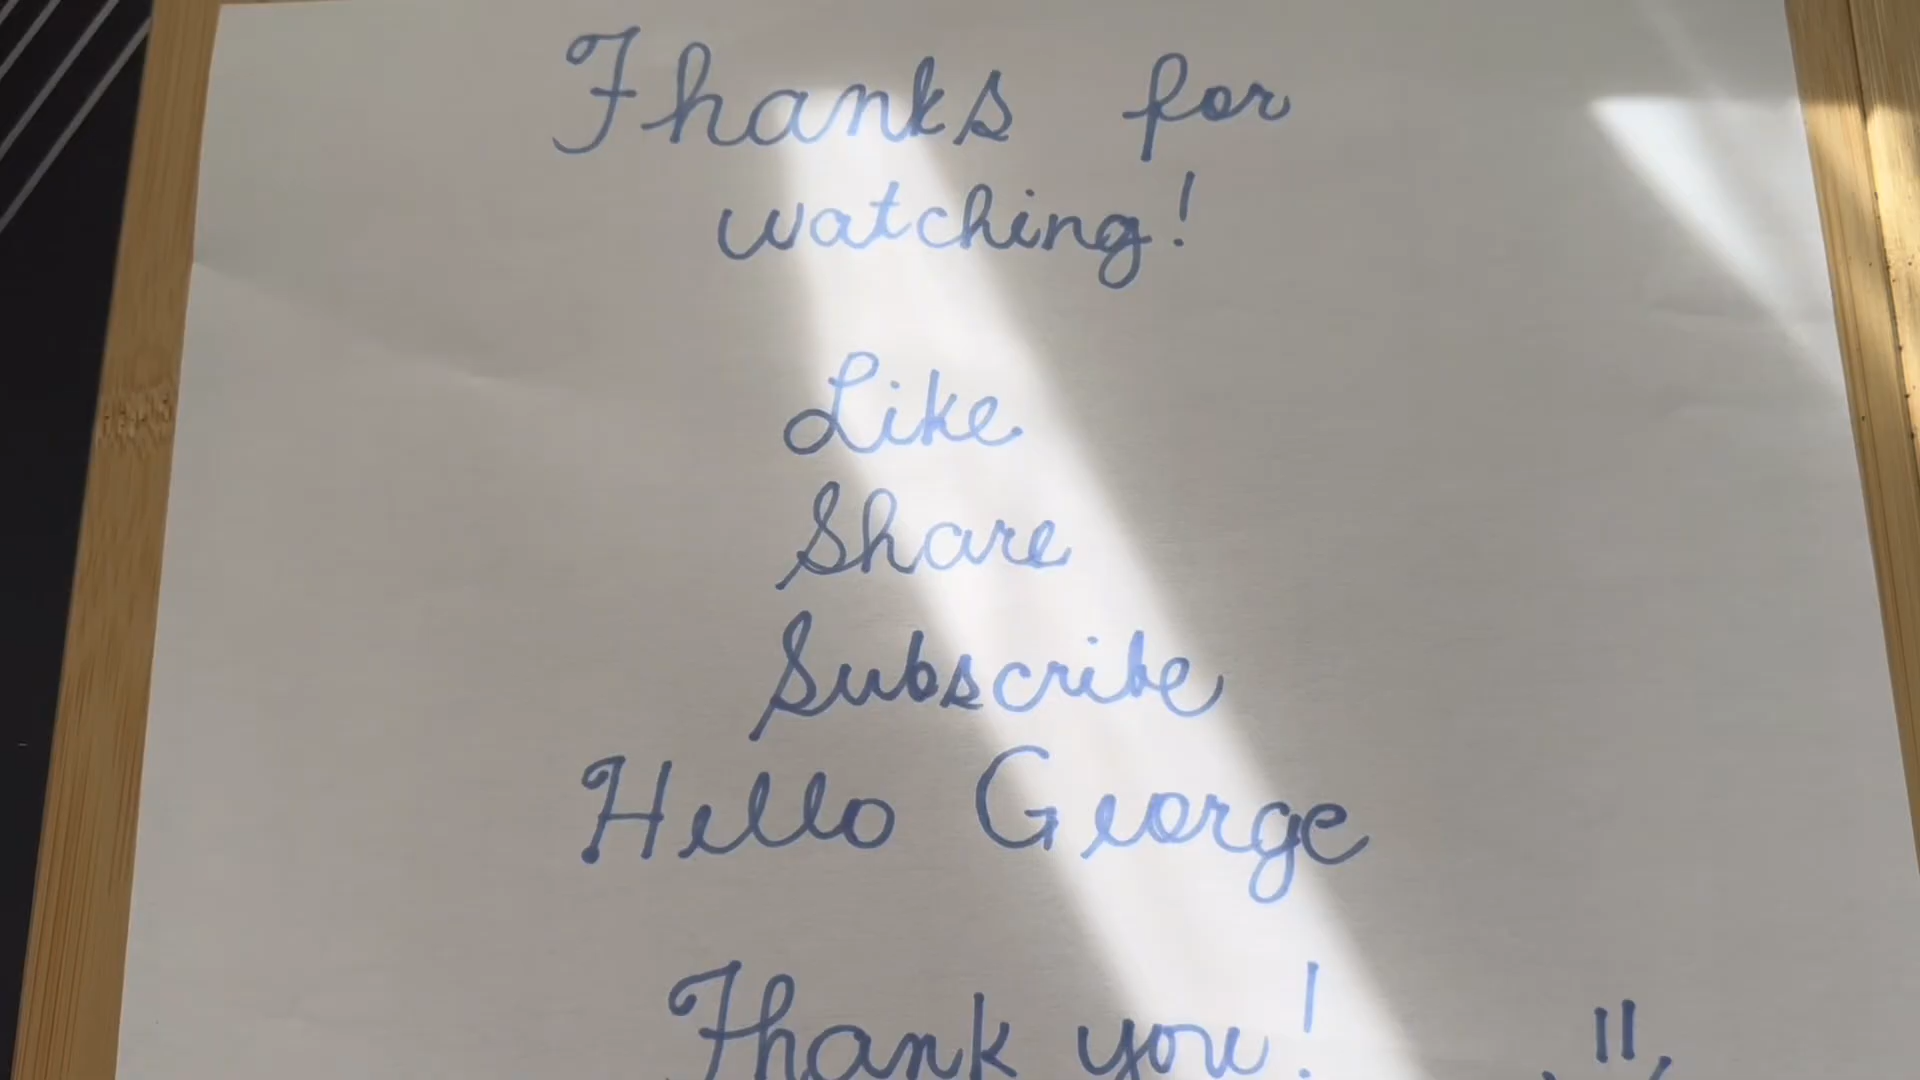 Thanks for
watching!
Like
Share
Subscribe
Hello George
Thank you!